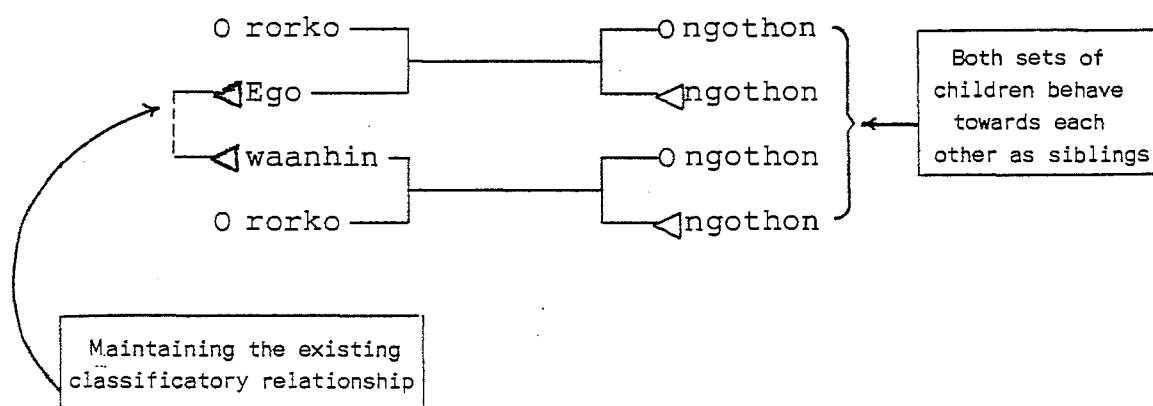 rorko ngothon
Ego ngothon
waanhin ngothon
rorko ngothon
Both sets of
children behave
towards each
other as siblings
Maintaining the existing
classificatory relationship